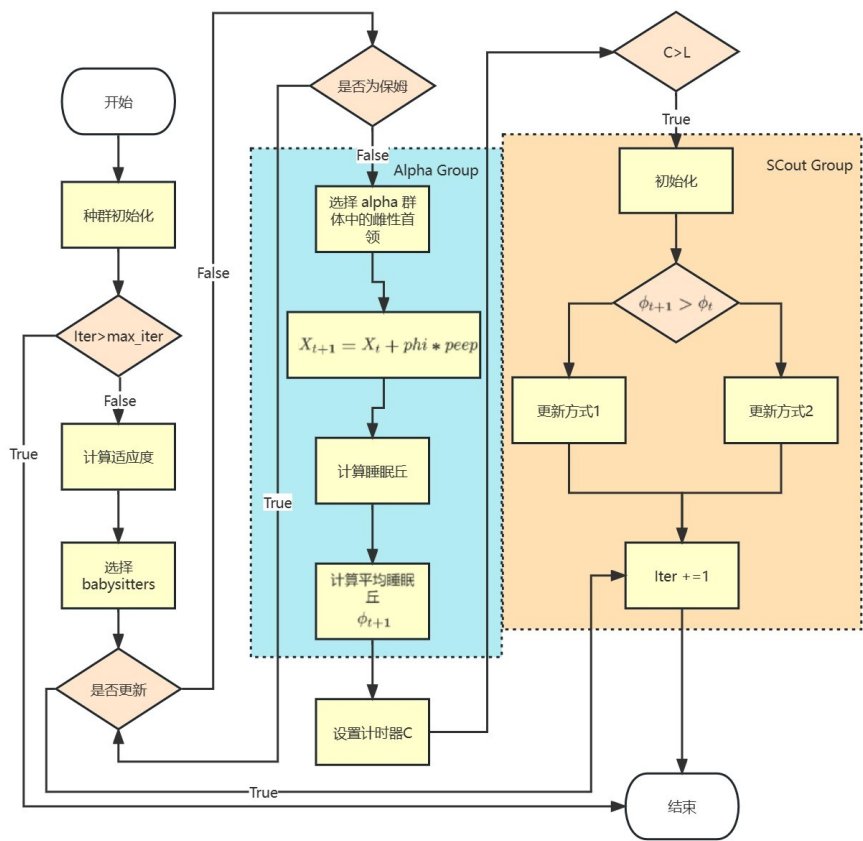 开始
种群初始化
Iter>max_iter
False
True
计算适应度
选择
babysitters
是否更新
False
True
True
是否为保姆
False
Alpha Group
选择 alpha 群
体中的雌性首
领
X_{t+1} = X_t + phi * peep
计算睡眠丘
计算平均睡眠
丘
ϕ_{t+1}
设置计时器C
C>L
True
SCout Group
初始化
ϕ_{t+1} > ϕ_t
更新方式1
更新方式2
Iter +=1
结束